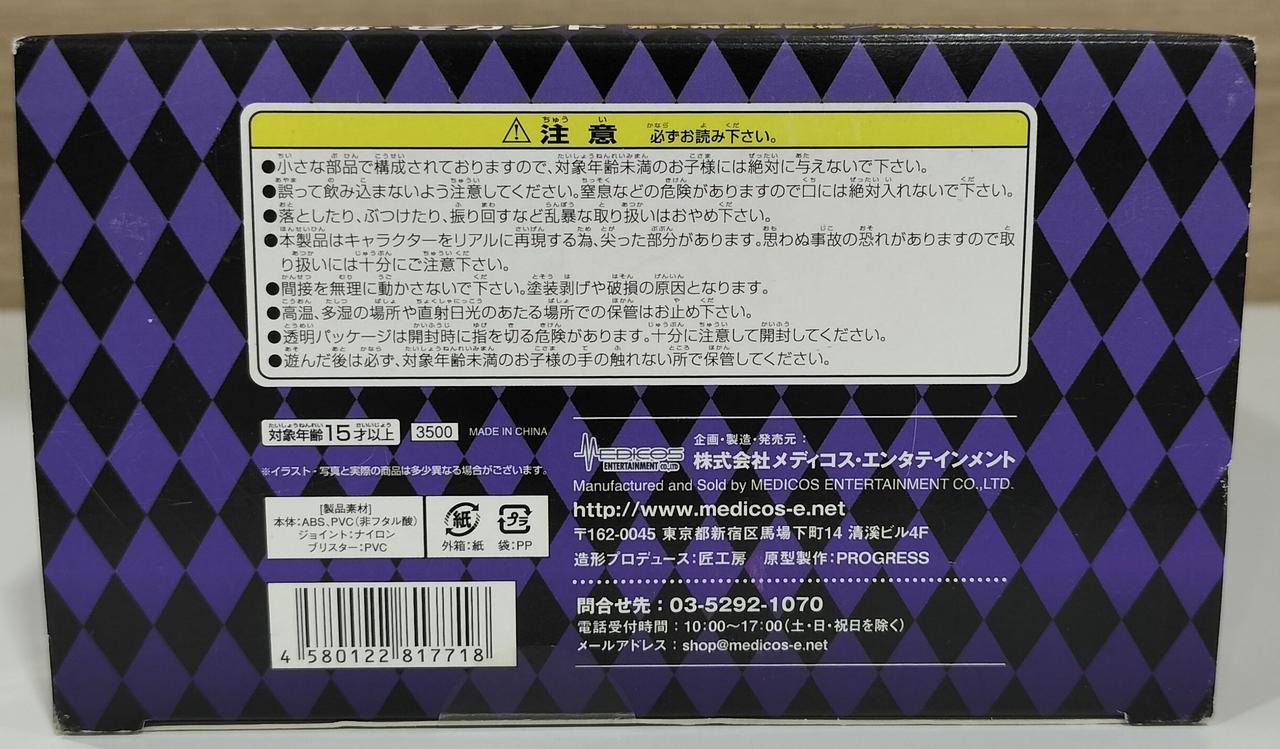 ⚠ 注意 必ずお読み下さい。
●小さな部品で構成されておりますので、対象年齢未満のお子様には絶対に与えないで下さい。
●誤って飲み込まないよう注意してください。窒息などの危険がありますので口には絶対入れないで下さい。
●落としたり、ぶつけたり、振り回すなど乱暴な取り扱いはおやめ下さい。
●本製品はキャラクターをリアルに再現する為、尖った部分があります。思わぬ事故の恐れがありますので取
り扱いには十分にご注意下さい。
●間接を無理に動かさないで下さい。塗装剥げや破損の原因となります。
●高温、多湿の場所や直射日光のあたる場所での保管はお止め下さい。
●透明パッケージは開封時に指を切る危険があります。十分に注意して開封してください。
●遊んだ後は必ず、対象年齢未満のお子様の手の触れない所で保管してください。
対象年齢15才以上 3500 MADE IN CHINA
※イラスト・写真と実際の商品は多少異なる場合がございます。
[製品素材]
本体:ABS、PVC(非フタル酸)
ジョイント:ナイロン
ブリスター:PVC
紙 プラ
外箱:紙 袋:PP
4 580122 817718
MEDICOS
ENTERTAINMENT CO.,LTD
企画・製造・発売元:
株式会社メディコス・エンタテインメント
Manufactured and Sold by MEDICOS ENTERTAINMENT CO.,LTD.
http://www.medicos-e.net
〒162-0045 東京都新宿区馬場下町14 清溪ビル4F
造形プロデュース:匠工房 原型製作:PROGRESS
問合せ先:03-5292-1070
電話受付時間:10:00〜17:00(土・日・祝日を除く)
メールアドレス:shop@medicos-e.net